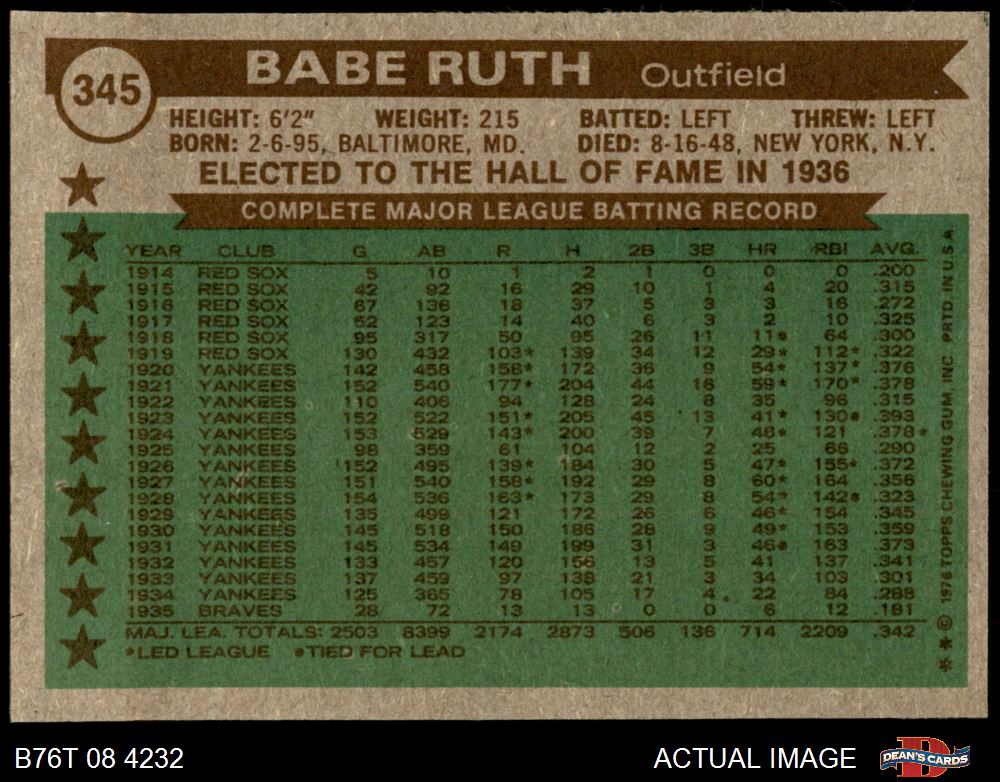 345
BABE RUTH Outfield
HEIGHT: 6'2" WEIGHT: 215 BATTED: LEFT THREW: LEFT
BORN: 2-6-95, BALTIMORE, MD. DIED: 8-16-48, NEW YORK, N.Y.
ELECTED TO THE HALL OF FAME IN 1936
COMPLETE MAJOR LEAGUE BATTING RECORD
YEAR CLUB G AB R H 2B 3B HR RBI AVG.
1914 RED SOX 5 10 1 2 1 0 0 0 .200
1915 RED SOX 42 92 16 29 10 1 4 20 .315
1916 RED SOX 67 136 18 37 5 3 3 16 .272
1917 RED SOX 52 123 14 40 6 3 2 10 .325
1918 RED SOX 95 317 50 95 26 11 11• 64 .300
1919 RED SOX 130 432 103* 139 34 12 29* 112* .322
1920 YANKEES 142 458 158* 172 36 9 54* 137* .376
1921 YANKEES 152 540 177* 204 44 16 59* 170* .378
1922 YANKEES 110 406 94 128 24 8 35 96 .315
1923 YANKEES 152 522 151* 205 45 13 41* 130• .393
1924 YANKEES 153 529 143* 200 39 7 46* 121 .378*
1925 YANKEES 98 359 61 104 12 2 25 66 .290
1926 YANKEES 152 495 139* 184 30 5 47* 155* .372
1927 YANKEES 151 540 158* 192 29 8 60* 164 .356
1928 YANKEES 154 536 163* 173 29 8 54* 142• .323
1929 YANKEES 135 499 121 172 26 6 46* 154 .345
1930 YANKEES 145 518 150 186 28 9 49* 153 .359
1931 YANKEES 145 534 149 199 31 3 46• 163 .373
1932 YANKEES 133 457 120 156 13 5 41 137 .341
1933 YANKEES 137 459 97 138 21 3 34 103 .301
1934 YANKEES 125 365 78 105 17 4 22 84 .288
1935 BRAVES 28 72 13 13 0 0 6 12 .181
MAJ. LEA. TOTALS: 2503 8399 2174 2873 506 136 714 2209 .342
*LED LEAGUE •TIED FOR LEAD
* * © 1976 TOPPS CHEWING GUM, INC. PRTD. IN U.S.A.
B76T 08 4232
ACTUAL IMAGE
DEAN'S CARDS